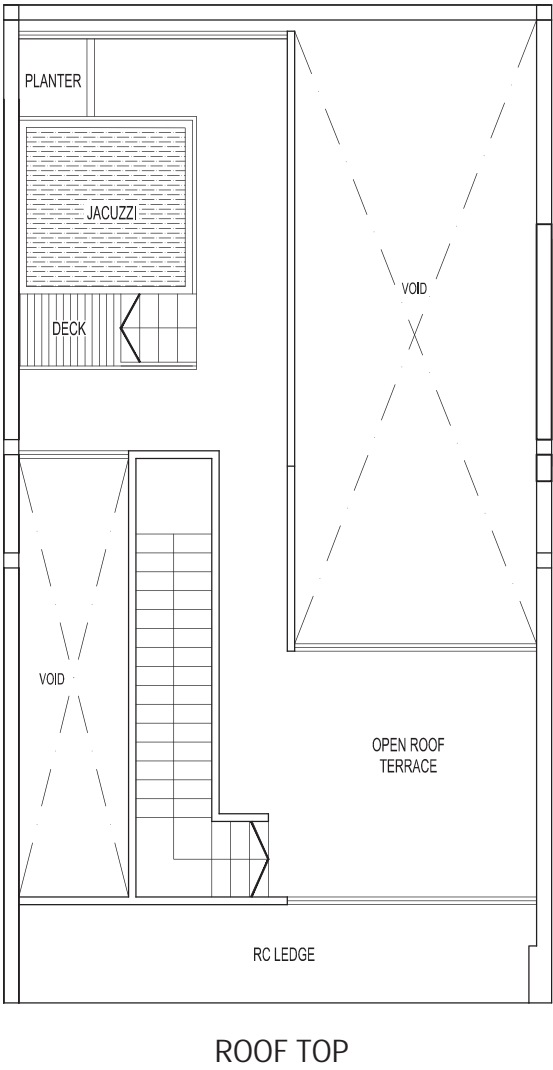 PLANTER
JACUZZI
VOID
DECK
VOID
OPEN ROOF
TERRACE
RC LEDGE
ROOF TOP